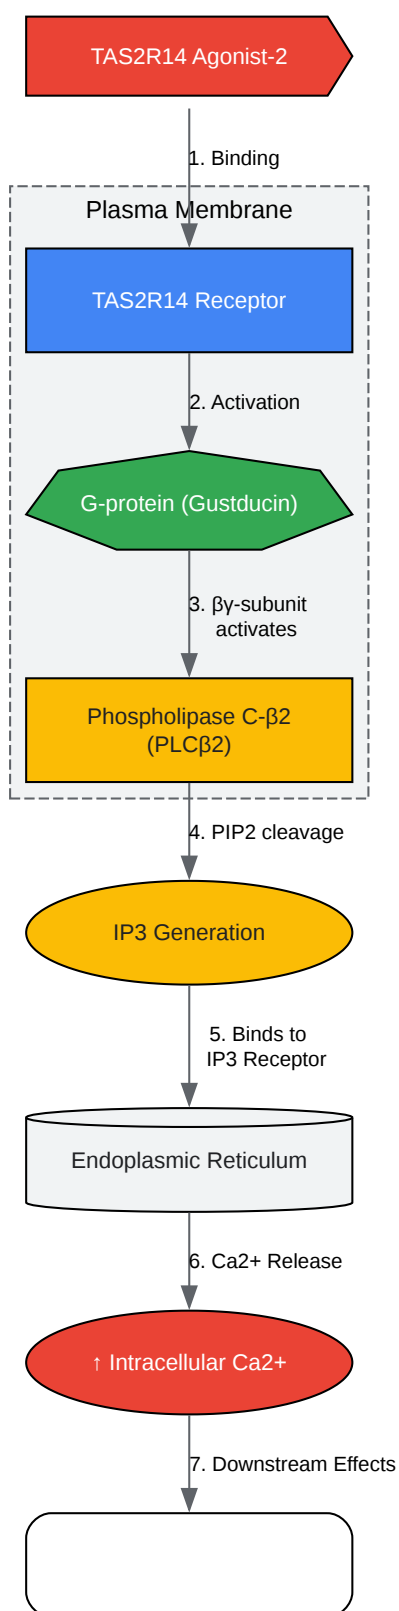 TAS2R14 Agonist-2
1. Binding
Plasma Membrane
TAS2R14 Receptor
2. Activation
G-protein (Gustducin)
3. βγ-subunit
activates
Phospholipase C-β2
(PLCβ2)
4. PIP2 cleavage
IP3 Generation
5. Binds to
IP3 Receptor
Endoplasmic Reticulum
6. Ca2+ Release
↑ Intracellular Ca2+
7. Downstream Effects